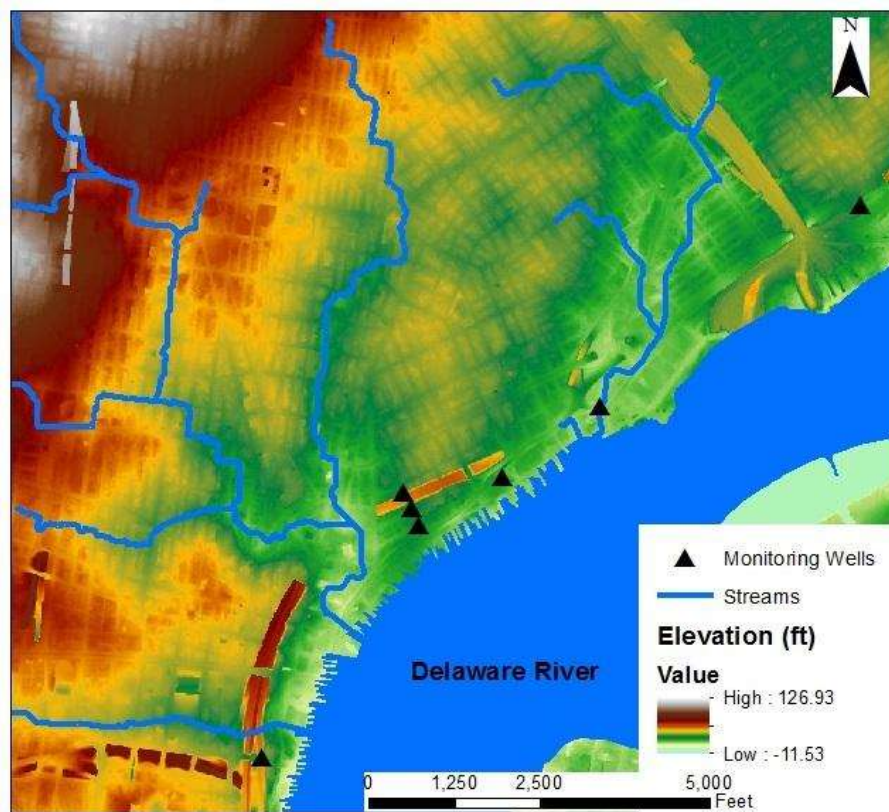 N
Monitoring Wells
Streams
Elevation (ft)
Value
High : 126.93
Low : -11.53
Delaware River
0 1,250 2,500 5,000
Feet